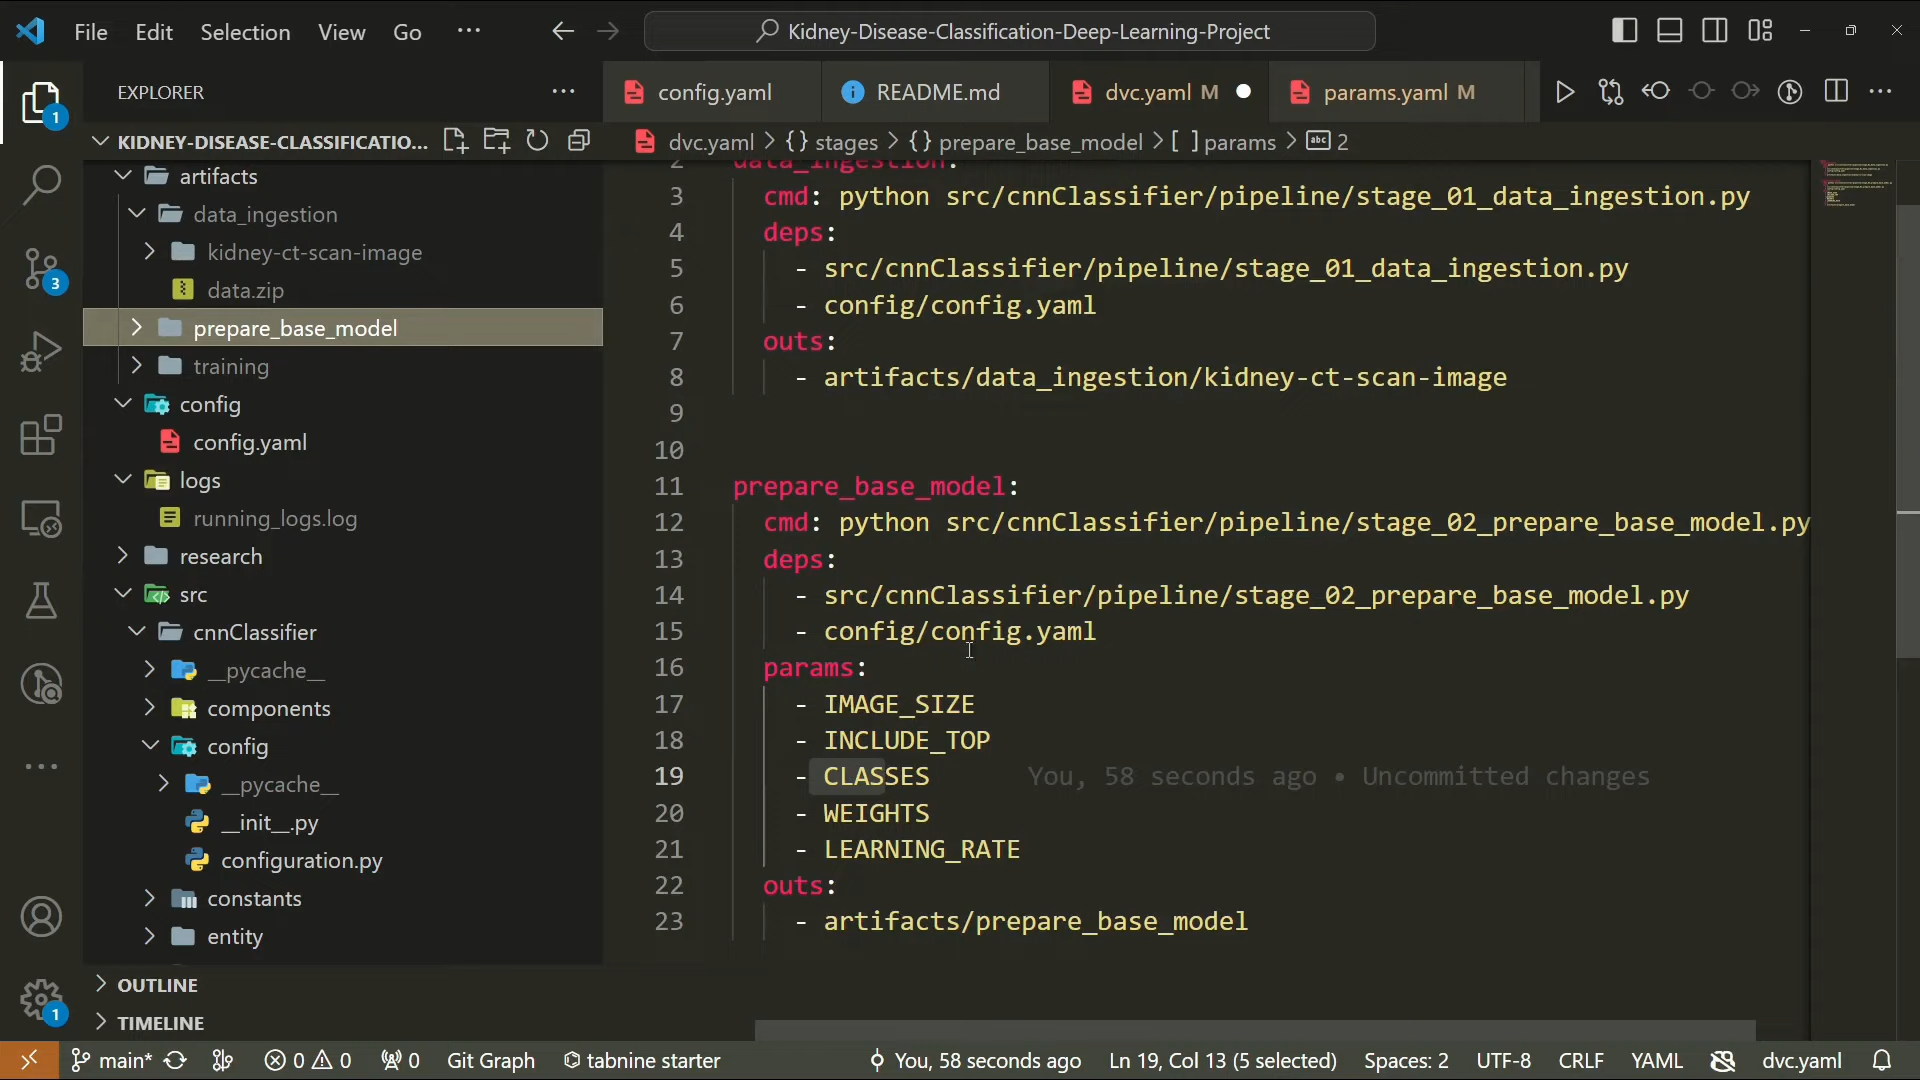 File Edit Selection View Go ··· Kidney-Disease-Classification-Deep-Learning-Project
EXPLORER ···
config.yaml README.md dvc.yaml M params.yaml M
KIDNEY-DISEASE-CLASSIFICATIO...
dvc.yaml > {} stages > {} prepare_base_model > [ ] params > abc 2
artifacts
data_ingestion
kidney-ct-scan-image
data.zip
prepare_base_model
training
config
config.yaml
logs
running_logs.log
research
src
cnnClassifier
__pycache__
components
config
__pycache__
__init__.py
configuration.py
constants
entity
OUTLINE
TIMELINE
1
3
1
2 data_ingestion:
3 cmd: python src/cnnClassifier/pipeline/stage_01_data_ingestion.py
4 deps:
5 - src/cnnClassifier/pipeline/stage_01_data_ingestion.py
6 - config/config.yaml
7 outs:
8 - artifacts/data_ingestion/kidney-ct-scan-image
9
10
11 prepare_base_model:
12 cmd: python src/cnnClassifier/pipeline/stage_02_prepare_base_model.py
13 deps:
14 - src/cnnClassifier/pipeline/stage_02_prepare_base_model.py
15 - config/config.yaml
16 params:
17 - IMAGE_SIZE
18 - INCLUDE_TOP
19 - CLASSES You, 58 seconds ago • Uncommitted changes
20 - WEIGHTS
21 - LEARNING_RATE
22 outs:
23 - artifacts/prepare_base_model
main* 0 0 0 Git Graph tabnine starter You, 58 seconds ago Ln 19, Col 13 (5 selected) Spaces: 2 UTF-8 CRLF YAML dvc.yaml